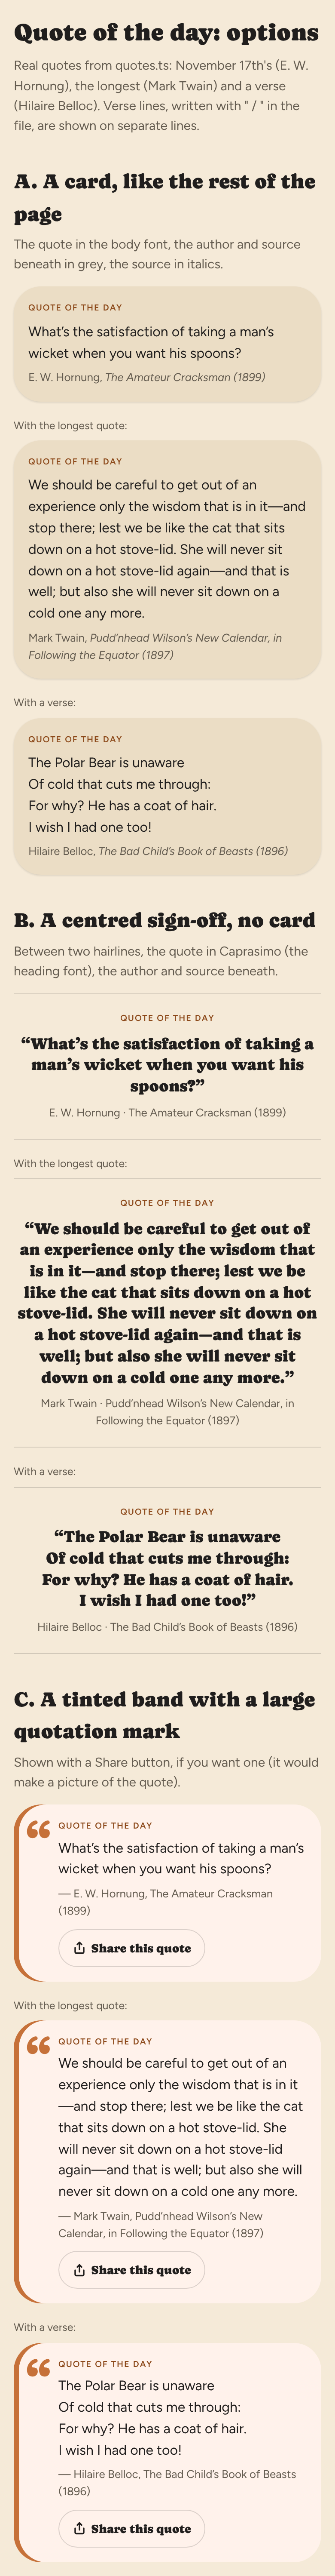 Quote of the day: options
Real quotes from quotes.ts: November 17th's (E. W.
Hornung), the longest (Mark Twain) and a verse
(Hilaire Belloc). Verse lines, written with " / " in the
file, are shown on separate lines.
A. A card, like the rest of the
page
The quote in the body font, the author and source
beneath in grey, the source in italics.
QUOTE OF THE DAY
What’s the satisfaction of taking a man’s
wicket when you want his spoons?
E. W. Hornung, The Amateur Cracksman (1899)
With the longest quote:
QUOTE OF THE DAY
We should be careful to get out of an
experience only the wisdom that is in it—and
stop there; lest we be like the cat that sits
down on a hot stove-lid. She will never sit
down on a hot stove-lid again—and that is
well; but also she will never sit down on a
cold one any more.
Mark Twain, Pudd’nhead Wilson’s New Calendar, in
Following the Equator (1897)
With a verse:
QUOTE OF THE DAY
The Polar Bear is unaware
Of cold that cuts me through:
For why? He has a coat of hair.
I wish I had one too!
Hilaire Belloc, The Bad Child’s Book of Beasts (1896)
B. A centred sign-off, no card
Between two hairlines, the quote in Caprasimo (the
heading font), the author and source beneath.
QUOTE OF THE DAY
“What’s the satisfaction of taking a
man’s wicket when you want his
spoons?”
E. W. Hornung · The Amateur Cracksman (1899)
With the longest quote:
QUOTE OF THE DAY
“We should be careful to get out of
an experience only the wisdom that
is in it—and stop there; lest we be
like the cat that sits down on a hot
stove-lid. She will never sit down on
a hot stove-lid again—and that is
well; but also she will never sit
down on a cold one any more.”
Mark Twain · Pudd’nhead Wilson’s New Calendar, in
Following the Equator (1897)
With a verse:
QUOTE OF THE DAY
“The Polar Bear is unaware
Of cold that cuts me through:
For why? He has a coat of hair.
I wish I had one too!”
Hilaire Belloc · The Bad Child’s Book of Beasts (1896)
C. A tinted band with a large
quotation mark
Shown with a Share button, if you want one (it would
make a picture of the quote).
“
QUOTE OF THE DAY
What’s the satisfaction of taking a man’s
wicket when you want his spoons?
— E. W. Hornung, The Amateur Cracksman
(1899)
Share this quote
With the longest quote:
“
QUOTE OF THE DAY
We should be careful to get out of an
experience only the wisdom that is in it
—and stop there; lest we be like the cat
that sits down on a hot stove-lid. She
will never sit down on a hot stove-lid
again—and that is well; but also she will
never sit down on a cold one any more.
— Mark Twain, Pudd’nhead Wilson’s New
Calendar, in Following the Equator (1897)
Share this quote
With a verse:
“
QUOTE OF THE DAY
The Polar Bear is unaware
Of cold that cuts me through:
For why? He has a coat of hair.
I wish I had one too!
— Hilaire Belloc, The Bad Child’s Book of Beasts
(1896)
Share this quote